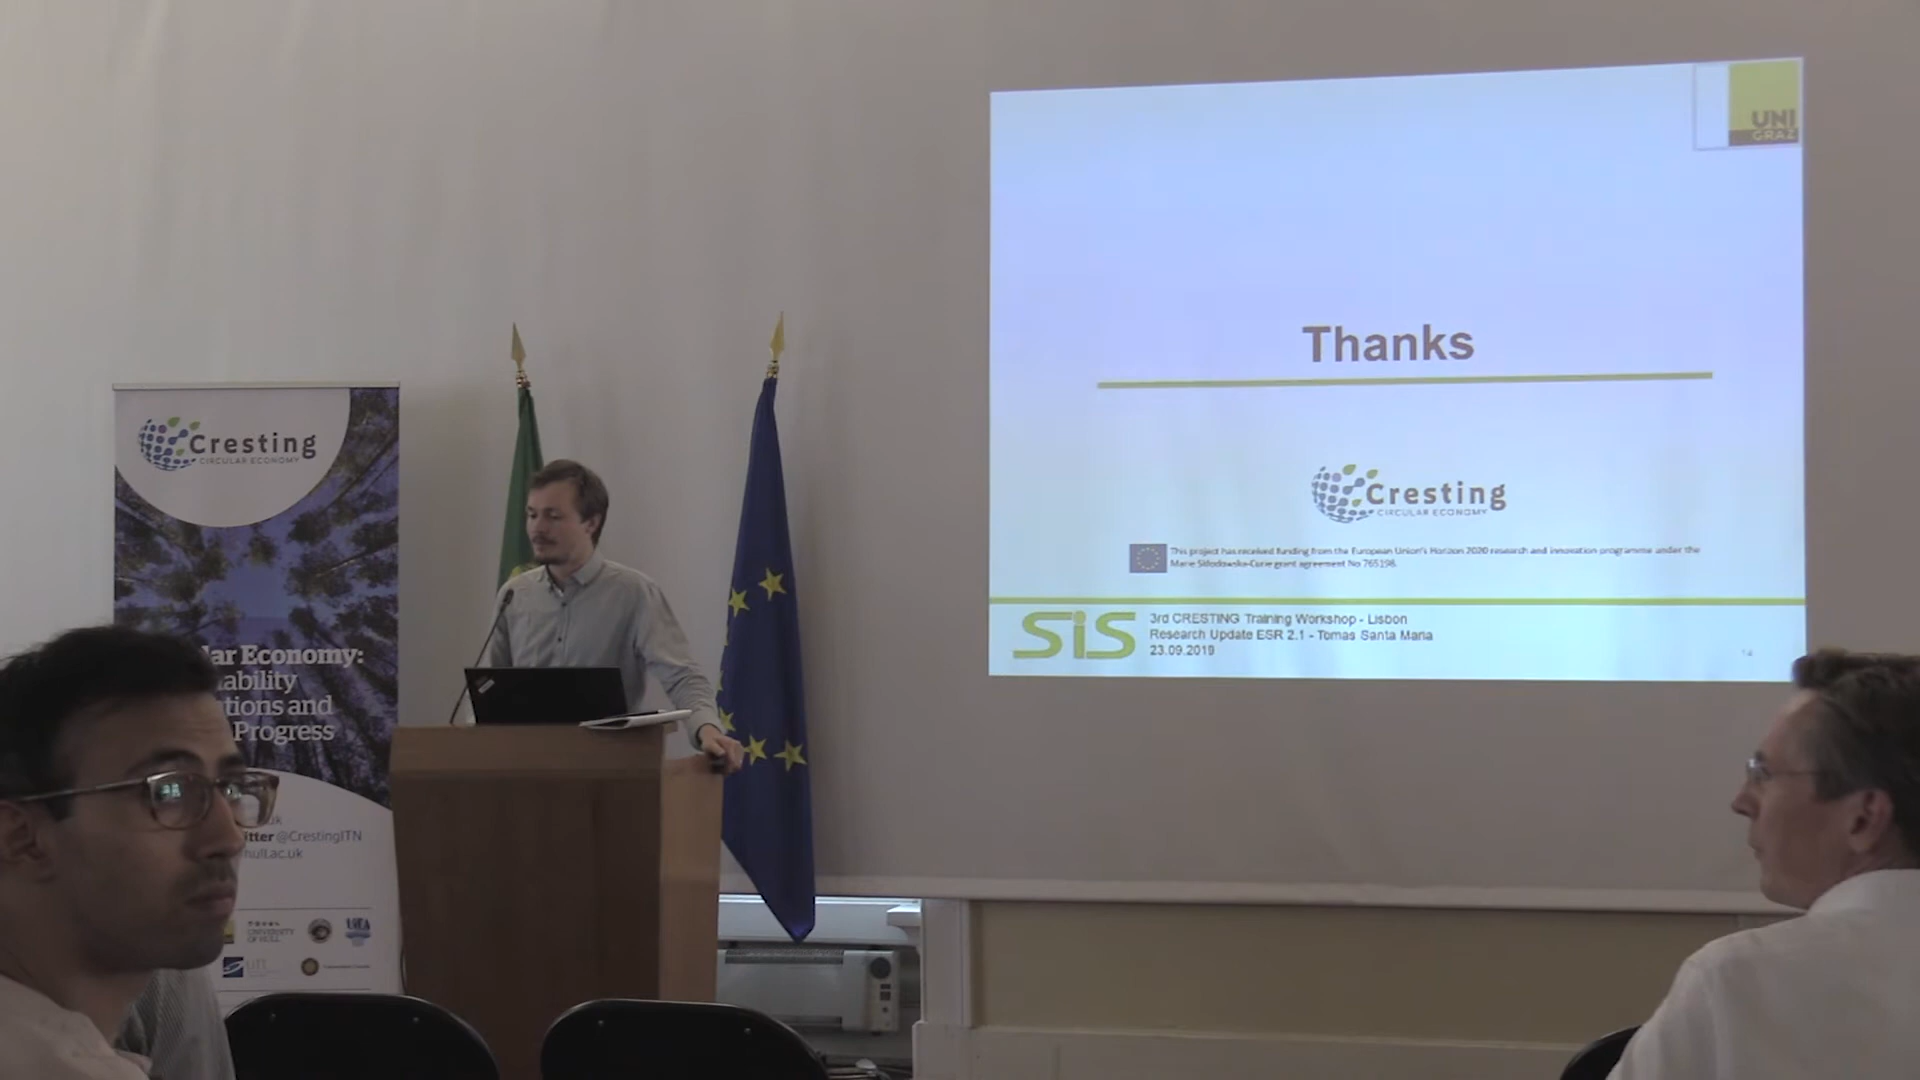 UNI
GRAZ
Thanks
Cresting
CIRCULAR ECONOMY
This project has received funding from the European Union's Horizon 2020 research and innovation programme under the
Marie Skłodowska-Curie grant agreement No 765198.
SiS
3rd CRESTING Training Workshop - Lisbon
Research Update ESR 2.1 - Tomas Santa Maria
23.09.2019
14
Cresting
CIRCULAR ECONOMY
lar Economy:
ability
tions and
Progress
uk
itter @CrestingITN
hull.ac.uk
UNIVERSITY
OF HULL
utt